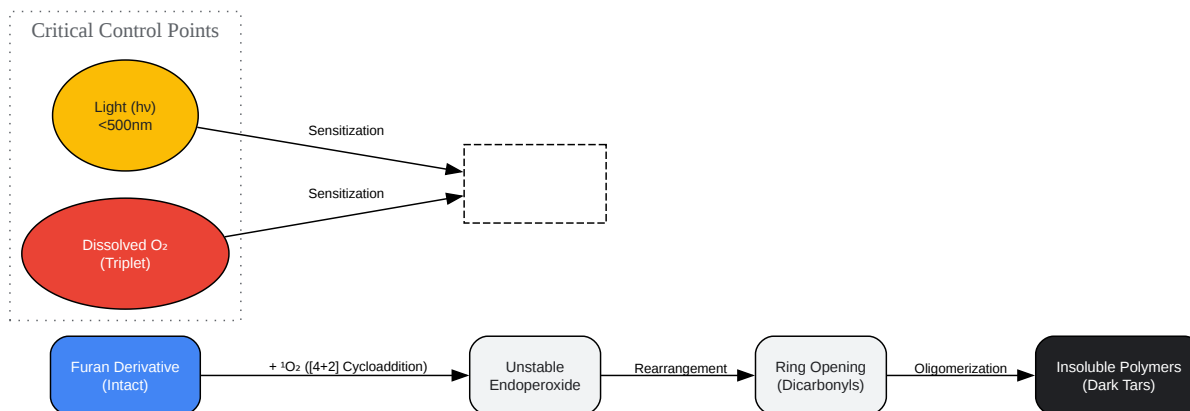 Critical Control Points
Light (hν)
<500nm
Sensitization
Sensitization
Dissolved O₂
(Triplet)
Furan Derivative
(Intact)
+ ¹O₂ ([4+2] Cycloaddition)
Unstable
Endoperoxide
Rearrangement
Ring Opening
(Dicarbonyls)
Oligomerization
Insoluble Polymers
(Dark Tars)